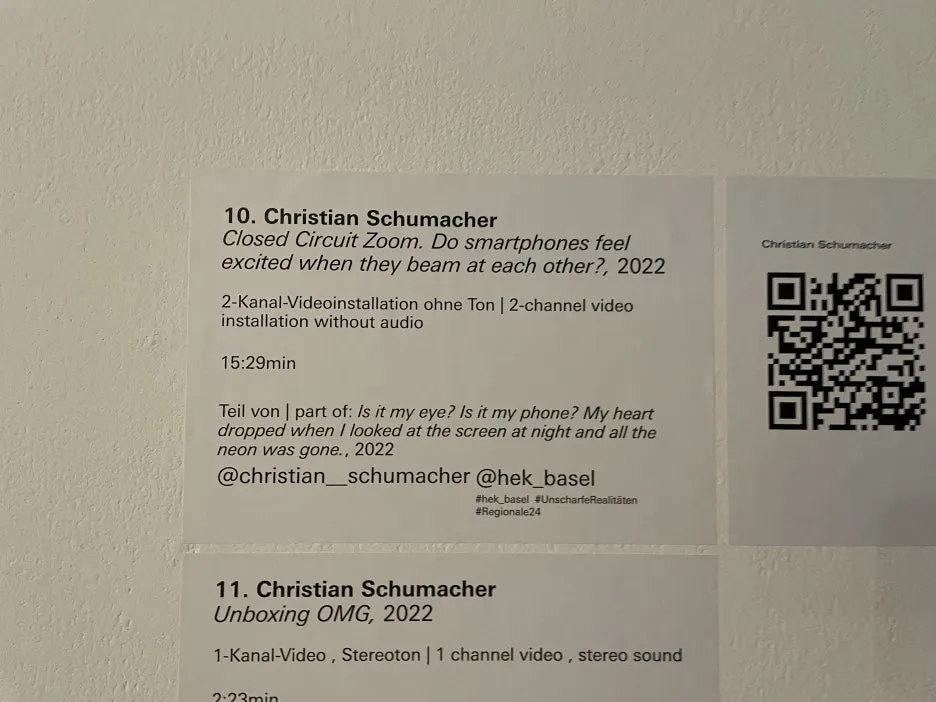 10. Christian Schumacher
Closed Circuit Zoom. Do smartphones feel
excited when they beam at each other?, 2022
2-Kanal-Videoinstallation ohne Ton | 2-channel video
installation without audio
15:29min
Teil von | part of: Is it my eye? Is it my phone? My heart
dropped when I looked at the screen at night and all the
neon was gone., 2022
@christian__schumacher @hek_basel
#hek_basel #UnscharfeRealitäten
#Regionale24
Christian Schumacher
11. Christian Schumacher
Unboxing OMG, 2022
1-Kanal-Video , Stereoton | 1 channel video , stereo sound
2:23min